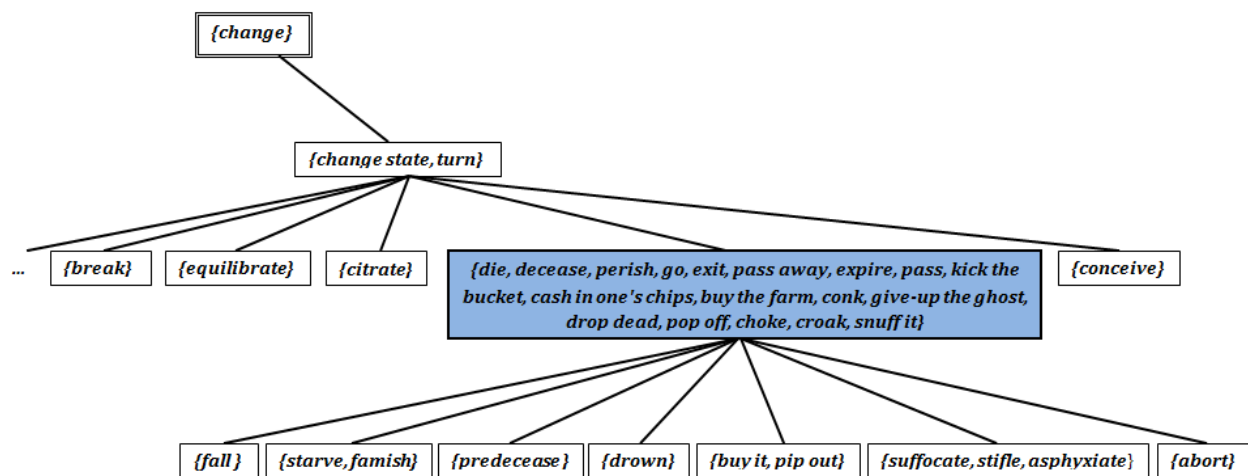 {change}
{change state, turn}
...
{break}
{equilibrate}
{citrate}
{die, decease, perish, go, exit, pass away, expire, pass, kick the
bucket, cash in one's chips, buy the farm, conk, give-up the ghost,
drop dead, pop off, choke, croak, snuff it}
{conceive}
{fall}
{starve, famish}
{predecease}
{drown}
{buy it, pip out}
{suffocate, stifle, asphyxiate}
{abort}